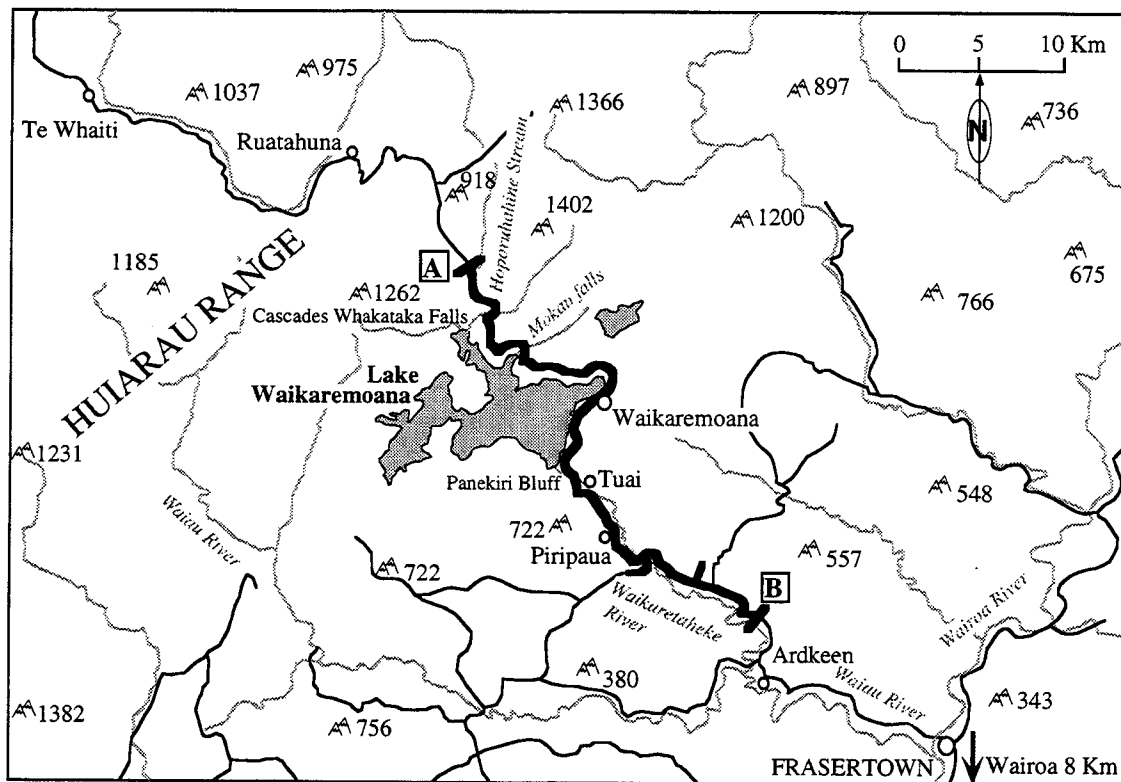 0 5 10 Km
975
1037
897
1366
736
Te Whaiti
N
Ruatahuna
918
Hopuruhahine Stream
1402
1200
HUIARAU RANGE
675
1185
A
1262
766
Cascades Whakataka Falls
Mokau falls
Lake
Waikaremoana
Waikaremoana
1231
Panekiri Bluff
Tuai
548
Waiau River
722
Piripaua
557
722
B
Waikaretaheke
River
Wairoa River
Ardkeen
380
Waiau River
343
1382
756
FRASERTOWN
Wairoa 8 Km